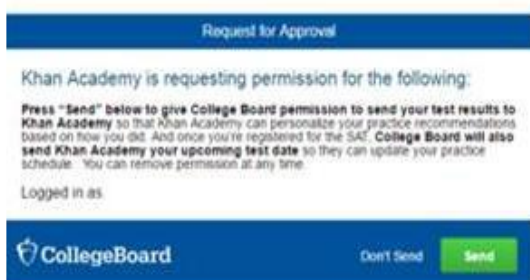 Request for Approval
Khan Academy is requesting permission for the following:
Press "Send" below to give College Board permission to send your test results to
Khan Academy so that Khan Academy can personalize your practice recommendations
based on how you did. And once you're registered for the SAT, College Board will also
send Khan Academy your upcoming test date so they can update your practice
schedule. You can remove permission at any time.
Logged in as
CollegeBoard
Don't Send
Send